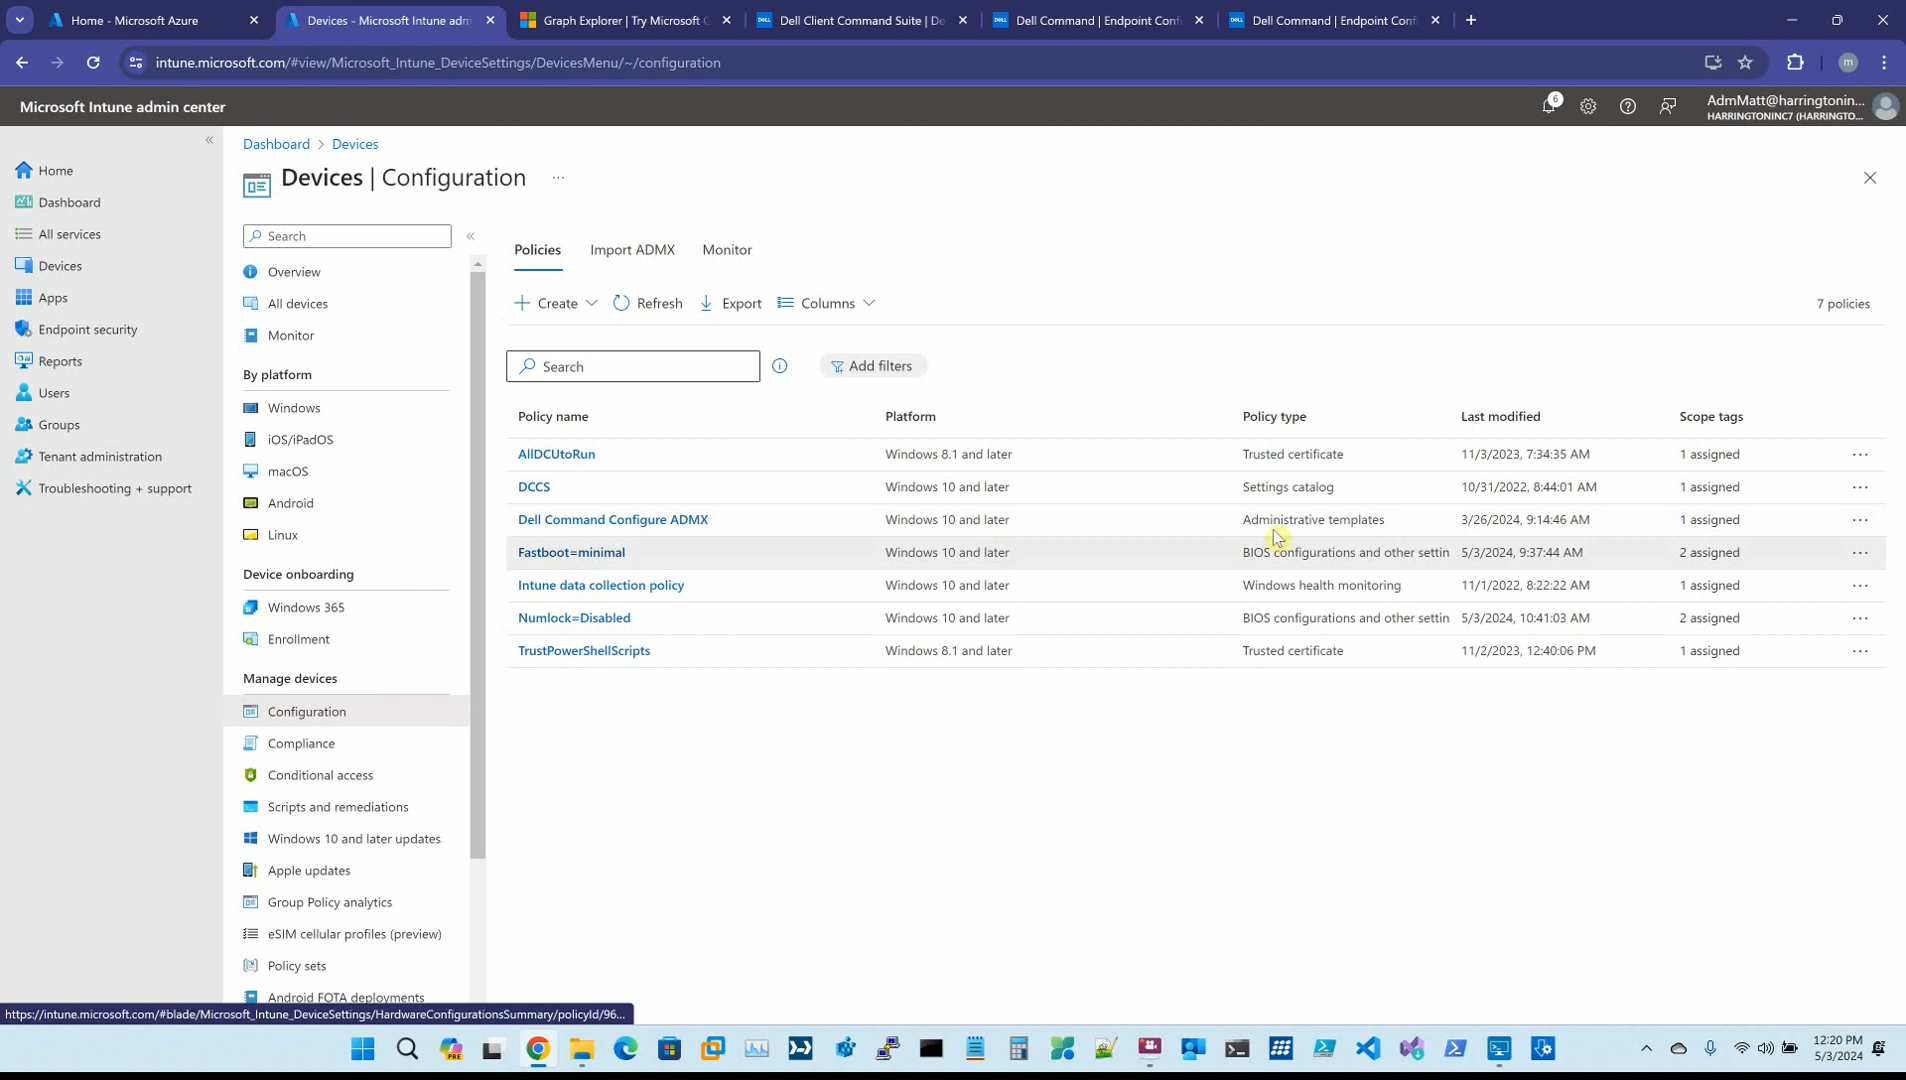 Home - Microsoft Azure
Devices - Microsoft Intune adm
Graph Explorer | Try Microsoft G
Dell Client Command Suite | De
Dell Command | Endpoint Confi
Dell Command | Endpoint Confi
intune.microsoft.com/#view/Microsoft_Intune_DeviceSettings/DevicesMenu/~/configuration
m
Microsoft Intune admin center
6
AdmMatt@harringtonin...
HARRINGTONINC7 (HARRINGTO...
Home
Dashboard
All services
Devices
Apps
Endpoint security
Reports
Users
Groups
Tenant administration
Troubleshooting + support
Dashboard > Devices
Devices | Configuration
...
Search
Overview
All devices
Monitor
By platform
Windows
iOS/iPadOS
macOS
Android
Linux
Device onboarding
Windows 365
Enrollment
Manage devices
Configuration
Compliance
Conditional access
Scripts and remediations
Windows 10 and later updates
Apple updates
Group Policy analytics
eSIM cellular profiles (preview)
Policy sets
Android FOTA deployments
Policies Import ADMX Monitor
Create Refresh Export Columns 7 policies
Search Add filters
Policy name Platform Policy type Last modified Scope tags
AllDCUtoRun Windows 8.1 and later Trusted certificate 11/3/2023, 7:34:35 AM 1 assigned ...
DCCS Windows 10 and later Settings catalog 10/31/2022, 8:44:01 AM 1 assigned ...
Dell Command Configure ADMX Windows 10 and later Administrative templates 3/26/2024, 9:14:46 AM 1 assigned ...
Fastboot=minimal Windows 10 and later BIOS configurations and other settin 5/3/2024, 9:37:44 AM 2 assigned ...
Intune data collection policy Windows 10 and later Windows health monitoring 11/1/2022, 8:22:22 AM 1 assigned ...
Numlock=Disabled Windows 10 and later BIOS configurations and other settin 5/3/2024, 10:41:03 AM 2 assigned ...
TrustPowerShellScripts Windows 8.1 and later Trusted certificate 11/2/2023, 12:40:06 PM 1 assigned ...
https://intune.microsoft.com/#blade/Microsoft_Intune_DeviceSettings/HardwareConfigurationsSummary/policyId/96...
PRE
12:20 PM
5/3/2024